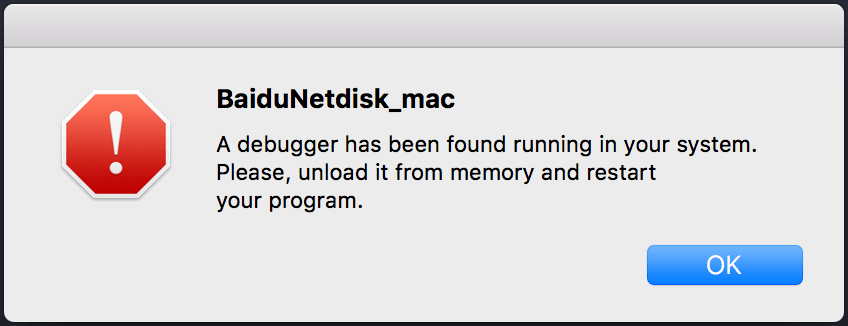 BaiduNetdisk_mac
A debugger has been found running in your system.
Please, unload it from memory and restart
your program.
OK